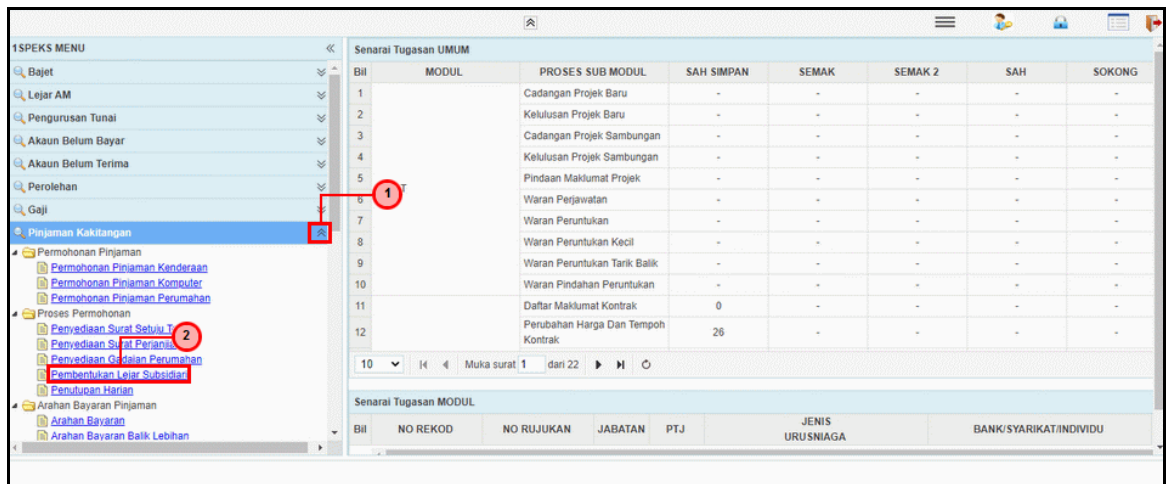 1SPEKS MENU
Bajet
Lejar AM
Pengurusan Tunai
Akaun Belum Bayar
Akaun Belum Terima
Perolehan
Gaji
Pinjaman Kakitangan
Permohonan Pinjaman
Permohonan Pinjaman Kenderaan
Permohonan Pinjaman Komputer
Permohonan Pinjaman Perumahan
Proses Permohonan
Penyediaan Surat Setuju
Penyediaan Surat
Penyediaan Gadaian Perumahan
Pembentukan Lejar Subsidiari
Penutupan Harian
Arahan Bayaran Pinjaman
Arahan Bayaran
Arahan Bayaran Balik Lebihan
1
2
Senarai Tugasan UMUM
Bil MODUL PROSES SUB MODUL SAH SIMPAN SEMAK SEMAK 2 SAH SOKONG
1 Cadangan Projek Baru - - - - -
2 Kelulusan Projek Baru - - - - -
3 Cadangan Projek Sambungan - - - - -
4 Kelulusan Projek Sambungan - - - - -
5 Pindaan Maklumat Projek - - - - -
6 Waran Perjawatan - - - - -
7 Waran Peruntukan - - - - -
8 Waran Peruntukan Kecil - - - - -
9 Waran Peruntukan Tarik Balik - - - - -
10 Waran Pindahan Peruntukan - - - - -
11 Daftar Maklumat Kontrak 0 - - - -
12 Perubahan Harga Dan Tempoh Kontrak 26 - - - -
10 Muka surat 1 dari 22
Senarai Tugasan MODUL
Bil NO REKOD NO RUJUKAN JABATAN PTJ JENIS URUSNIAGA BANK/SYARIKAT/INDIVIDU